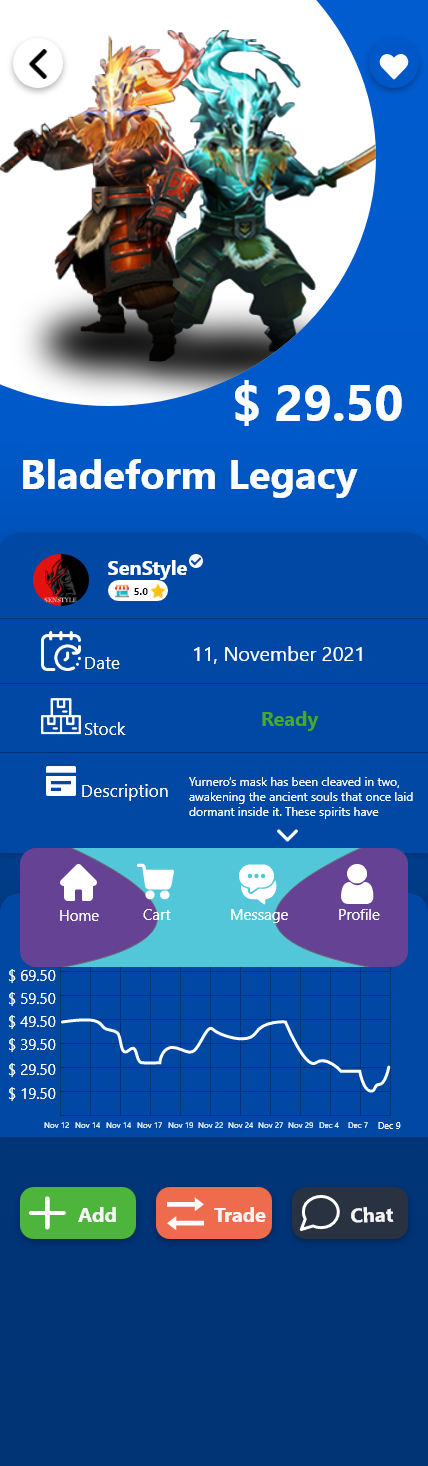 $ 29.50
Bladeform Legacy
SenStyle
SENSTYLE
5.0
Date
11, November 2021
Stock
Ready
Description
Yurnero's mask has been cleaved in two,
awakening the ancient souls that once laid
dormant inside it. These spirits have
Home
Cart
Message
Profile
$ 69.50
$ 59.50
$ 49.50
$ 39.50
$ 29.50
$ 19.50
Nov 12 Nov 14 Nov 14 Nov 17 Nov 19 Nov 22 Nov 24 Nov 27 Nov 29 Dec 4 Dec 7 Dec 9
Add
Trade
Chat